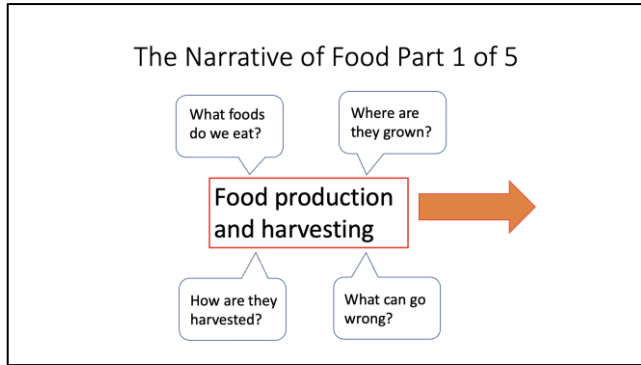 The Narrative of Food Part 1 of 5
What foods
do we eat?
Where are
they grown?
Food production
and harvesting
How are they
harvested?
What can go
wrong?